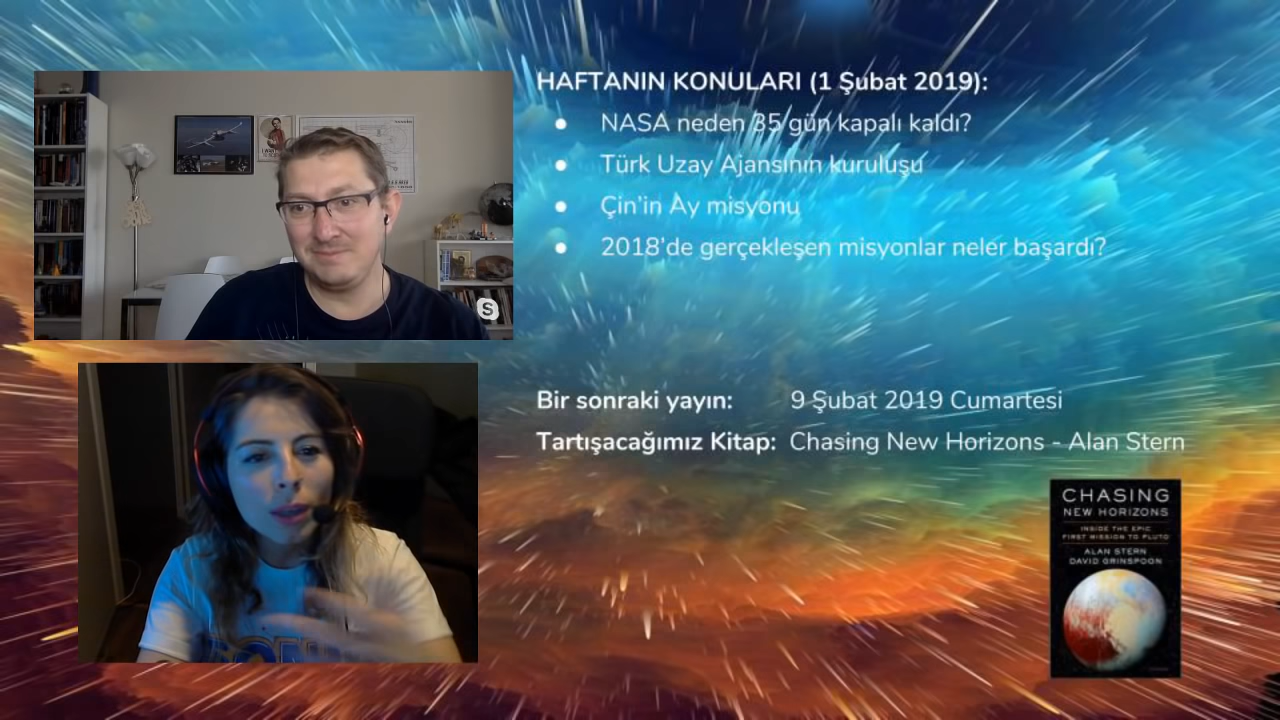 HAFTANIN KONULARI (1 Şubat 2019):
● NASA neden 35 gün kapalı kaldı?
● Türk Uzay Ajansının kuruluşu
● Çin'in Ay misyonu
● 2018'de gerçekleşen misyonlar neler başardı?
Bir sonraki yayın: 9 Şubat 2019 Cumartesi
Tartışacağımız Kitap: Chasing New Horizons - Alan Stern
CHASING
NEW HORIZONS
INSIDE THE EPIC
FIRST MISSION TO PLUTO
ALAN STERN
DAVID GRINSPOON
S